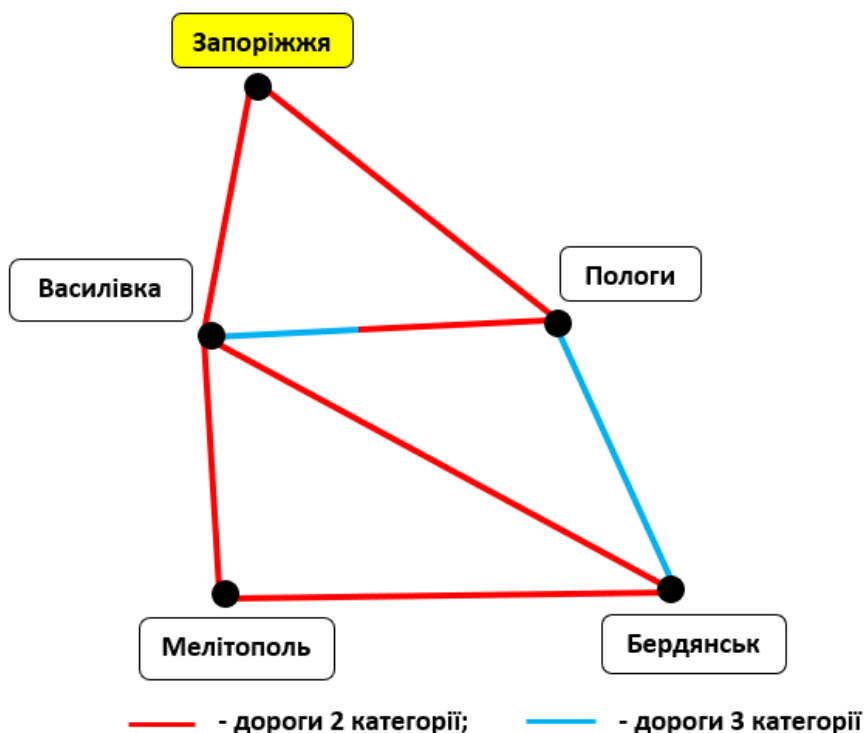 Запоріжжя
Василівка
Пологи
Мелітополь
Бердянськ
- дороги 2 категорії;
- дороги 3 категорії